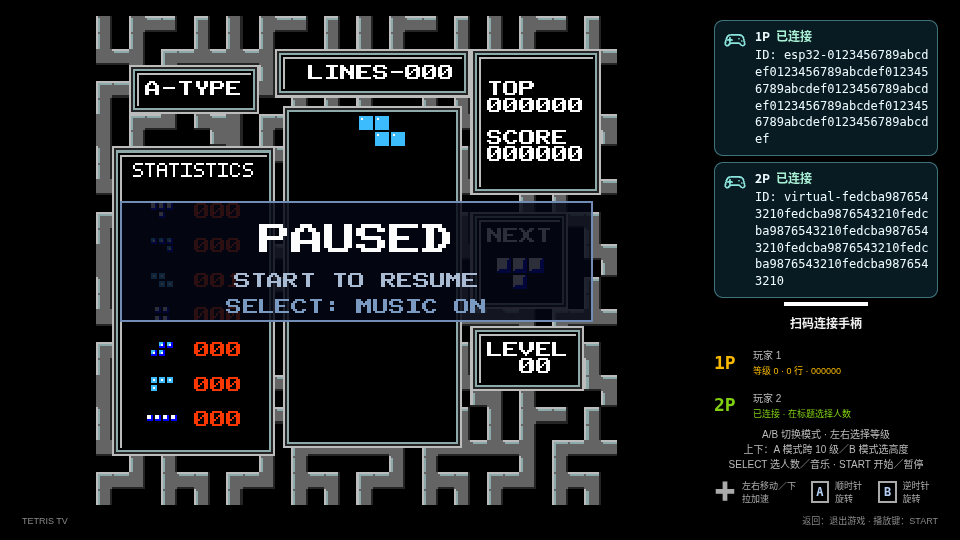 A-TYPE
LINES-000
TOP
000000
SCORE
000000
STATISTICS
000
000
NEXT
PAUSED
START TO RESUME
SELECT: MUSIC ON
000
000
000
LEVEL
00
TETRIS TV
1P 已连接
ID: esp32-0123456789abcd
ef0123456789abcdef012345
6789abcdef0123456789abcd
ef0123456789abcdef012345
6789abcdef0123456789abcd
ef
2P 已连接
ID: virtual-fedcba987654
3210fedcba9876543210fedc
ba9876543210fedcba987654
3210fedcba9876543210fedc
ba9876543210fedcba987654
3210
扫码连接手柄
1P
玩家 1
等级 0 · 0 行 · 000000
2P
玩家 2
已连接 · 在标题选择人数
A/B 切换模式 · 左右选择等级
上下：A 模式跨 10 级／B 模式选高度
SELECT 选人数／音乐 · START 开始／暂停
左右移动／下
拉加速
A
顺时针
旋转
B
逆时针
旋转
返回：退出游戏 · 播放键：START